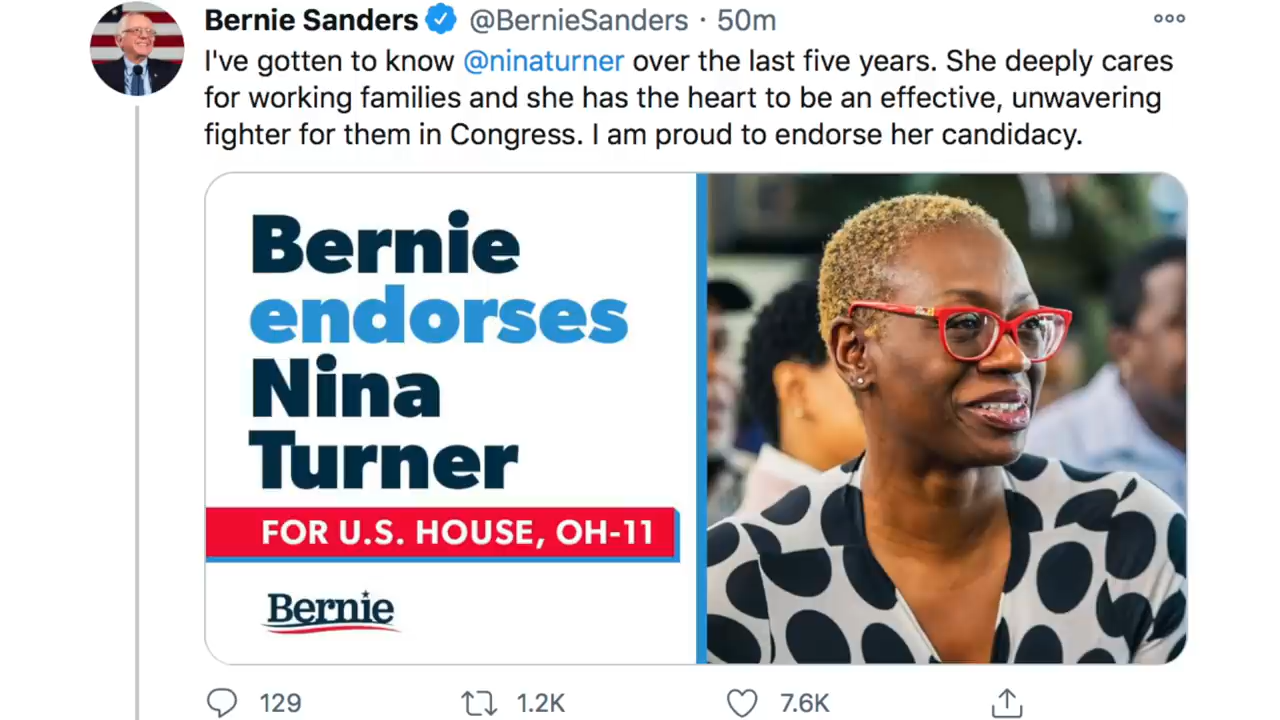 Bernie Sanders @BernieSanders · 50m
I've gotten to know @ninaturner over the last five years. She deeply cares
for working families and she has the heart to be an effective, unwavering
fighter for them in Congress. I am proud to endorse her candidacy.
Bernie
endorses
Nina
Turner
FOR U.S. HOUSE, OH-11
Bernie
129 1.2K 7.6K